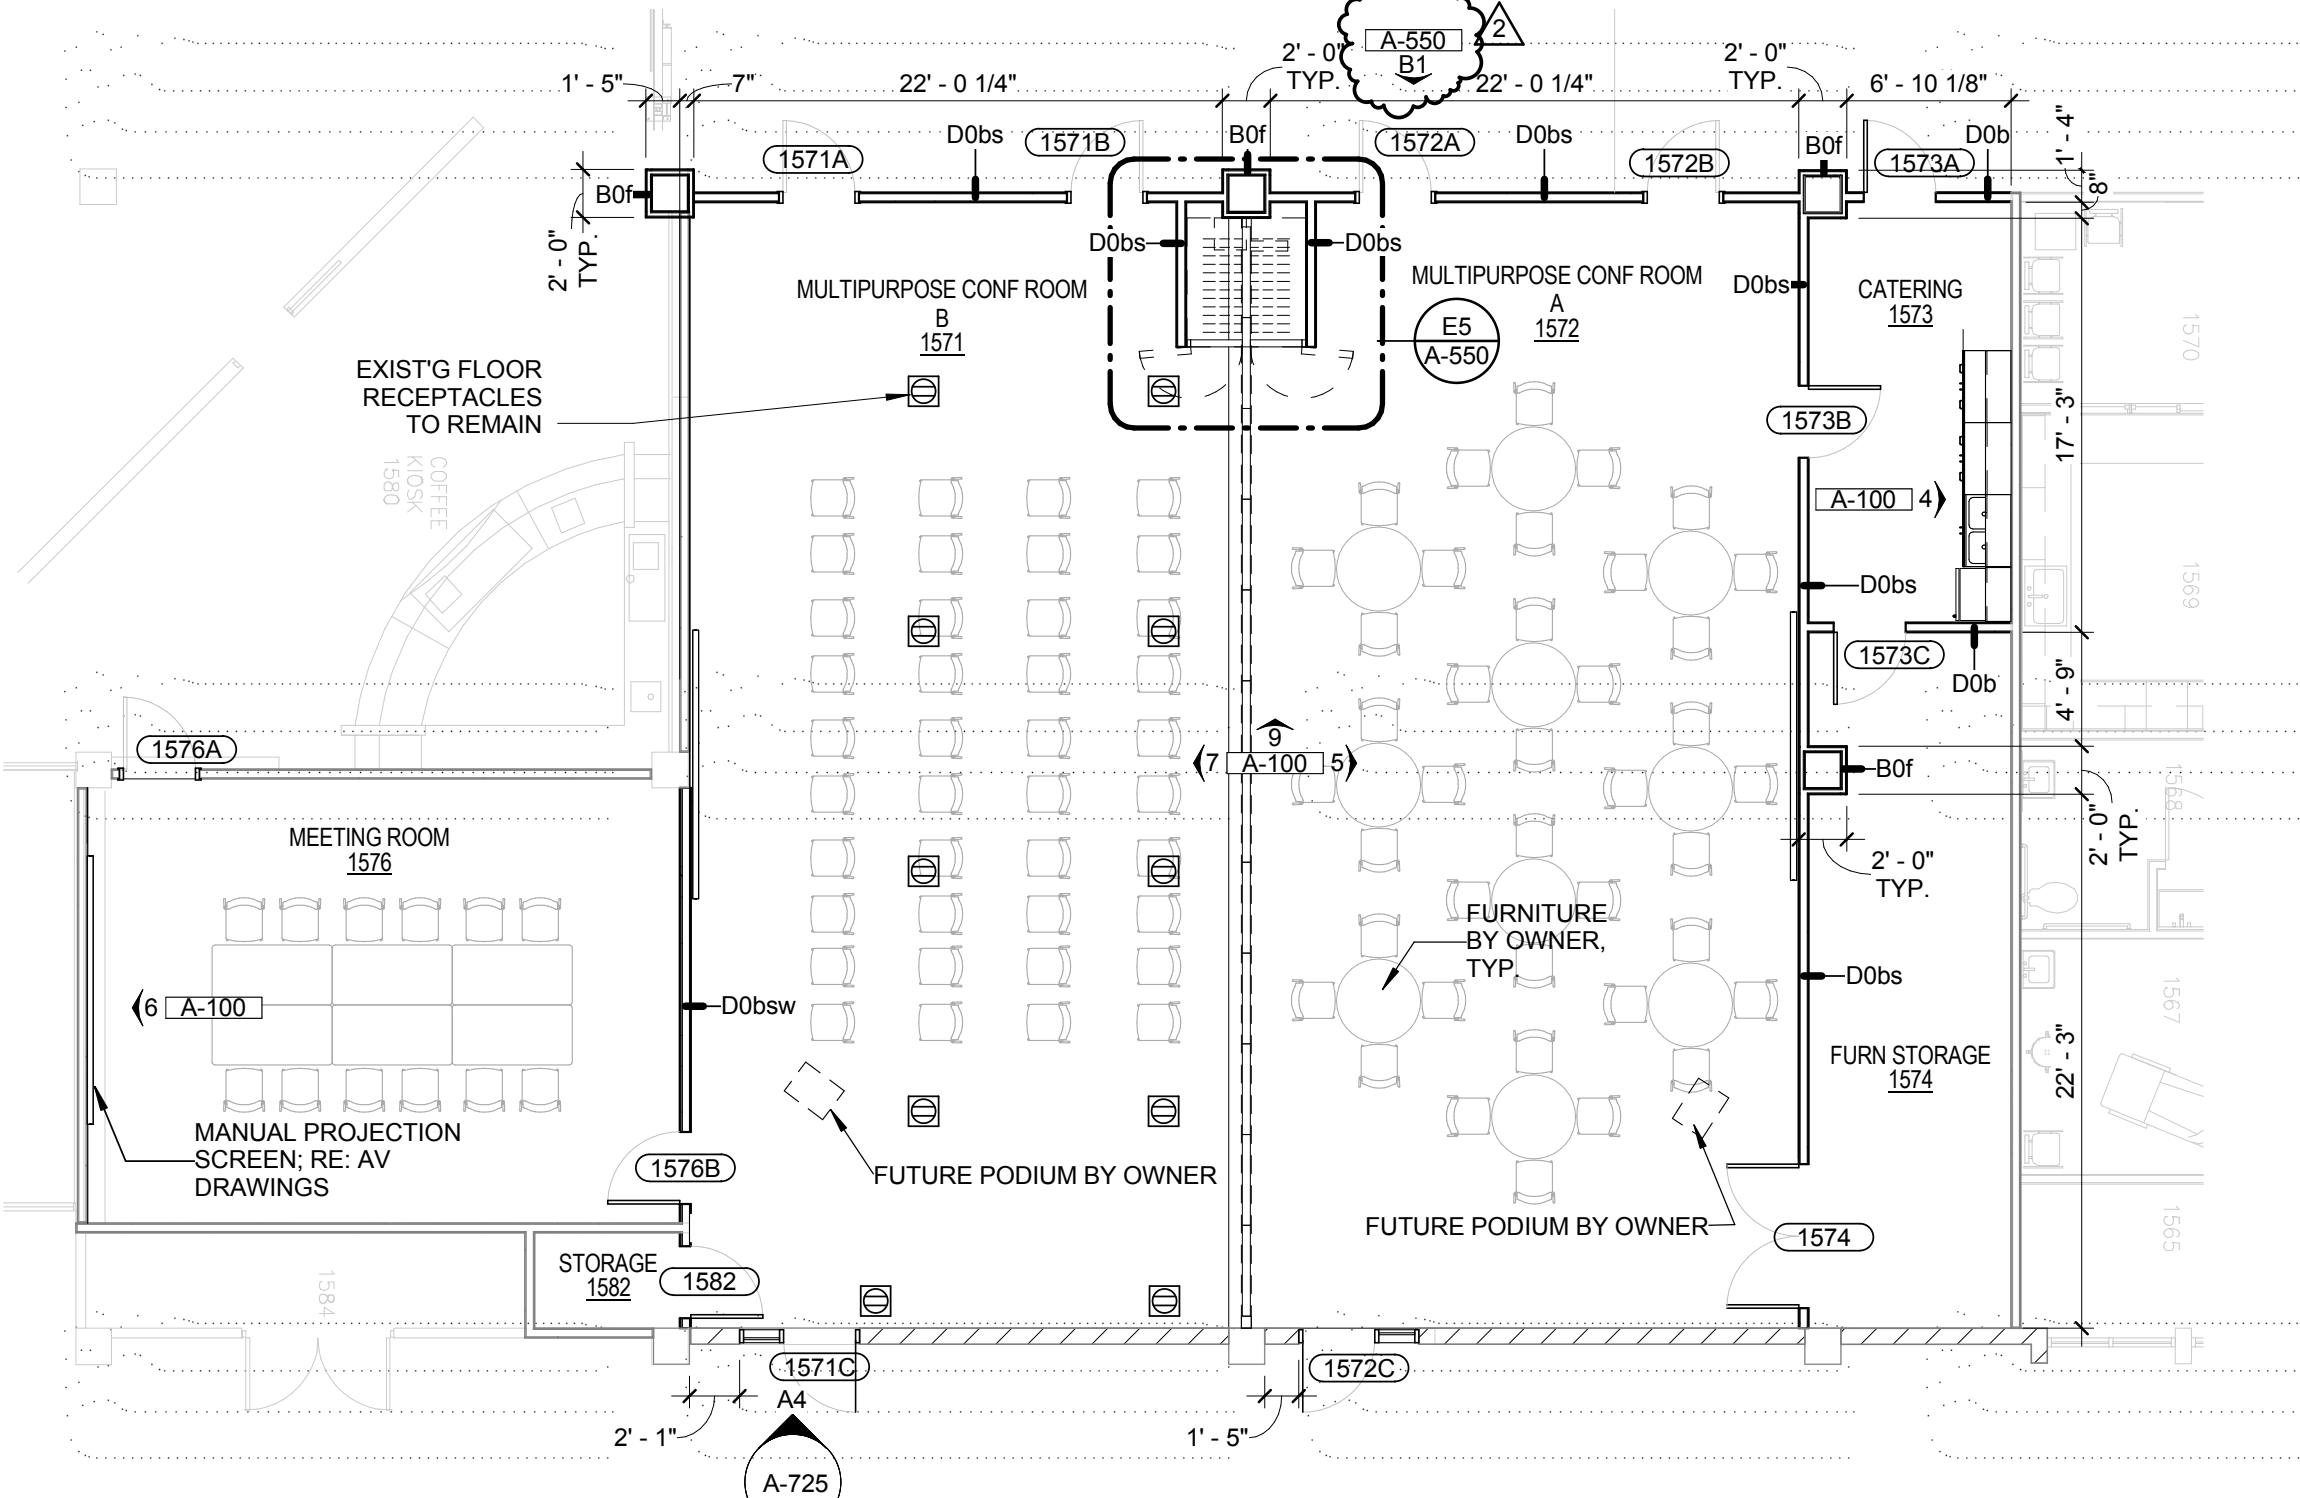 A-550
2
B1
1' - 5"
7"
22' - 0 1/4"
2' - 0"
TYP.
22' - 0 1/4"
2' - 0"
TYP.
6' - 10 1/8"
1' - 4"
8"
1571A
D0bs
1571B
B0f
1572A
D0bs
1572B
B0f
1573A
D0b
B0f
2' - 0"
TYP.
D0bs
D0bs
MULTIPURPOSE CONF ROOM
B
1571
MULTIPURPOSE CONF ROOM
A
1572
D0bs
CATERING
1573
E5
A-550
1570
EXIST'G FLOOR
RECEPTACLES
TO REMAIN
1573B
17' - 3"
COFFEE
KIOSK
1580
A-100
4
D0bs
1569
1573C
D0b
4' - 9"
1576A
9
7
A-100
5
B0f
1568
2' - 0"
TYP.
2' - 0"
TYP.
MEETING ROOM
1576
FURNITURE
BY OWNER,
TYP.
D0bs
6
A-100
D0bsw
1567
FURN STORAGE
1574
22' - 3"
MANUAL PROJECTION
SCREEN; RE: AV
DRAWINGS
1576B
FUTURE PODIUM BY OWNER
FUTURE PODIUM BY OWNER
1574
1565
STORAGE
1582
1582
1584
1571C
1572C
A4
2' - 1"
1' - 5"
A-725